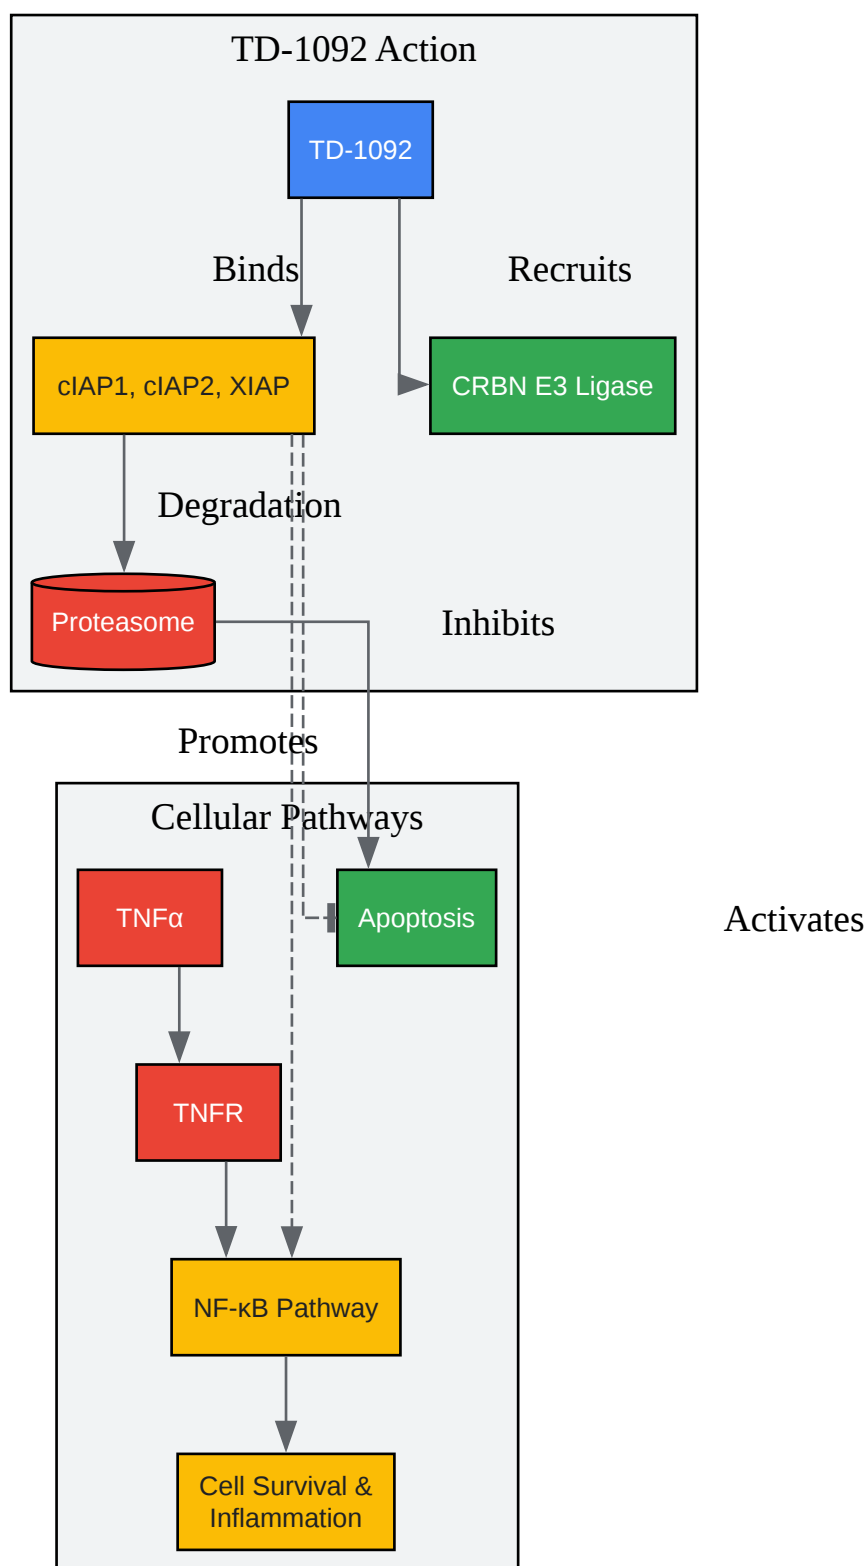 TD-1092 Action
TD-1092
Binds
Recruits
cIAP1, cIAP2, XIAP
CRBN E3 Ligase
Degradation
Proteasome
Inhibits
Promotes
Cellular Pathways
TNFα
Apoptosis
Activates
TNFR
NF-κB Pathway
Cell Survival &
Inflammation